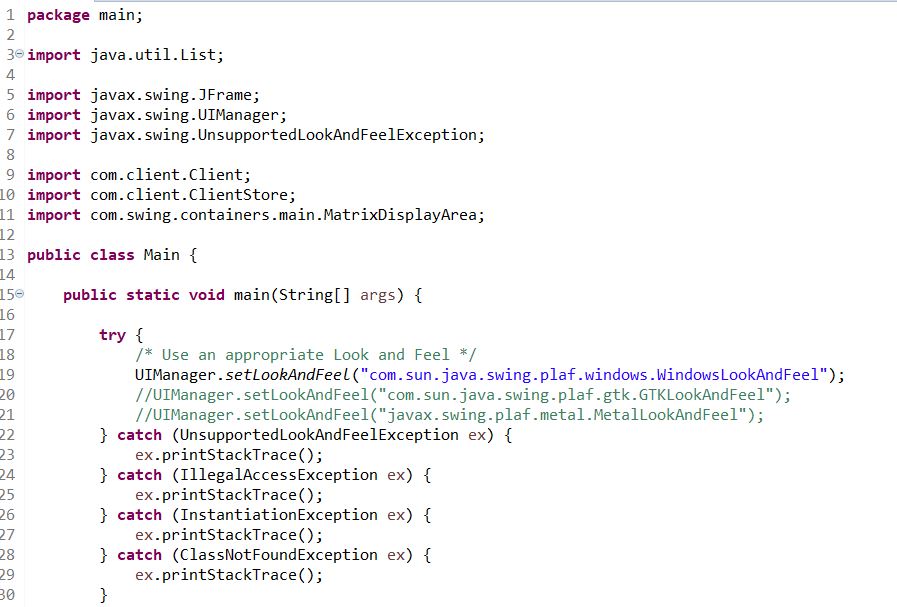 1 package main;
2
3 import java.util.List;
4
5 import javax.swing.JFrame;
6 import javax.swing.UIManager;
7 import javax.swing.UnsupportedLookAndFeelException;
8
9 import com.client.Client;
10 import com.client.ClientStore;
11 import com.swing.containers.main.MatrixDisplayArea;
12
13 public class Main {
14
15     public static void main(String[] args) {
16
17         try {
18             /* Use an appropriate Look and Feel */
19             UIManager.setLookAndFeel("com.sun.java.swing.plaf.windows.WindowsLookAndFeel");
20             //UIManager.setLookAndFeel("com.sun.java.swing.plaf.gtk.GTKLookAndFeel");
21             //UIManager.setLookAndFeel("javax.swing.plaf.metal.MetalLookAndFeel");
22         } catch (UnsupportedLookAndFeelException ex) {
23             ex.printStackTrace();
24         } catch (IllegalAccessException ex) {
25             ex.printStackTrace();
26         } catch (InstantiationException ex) {
27             ex.printStackTrace();
28         } catch (ClassNotFoundException ex) {
29             ex.printStackTrace();
30         }